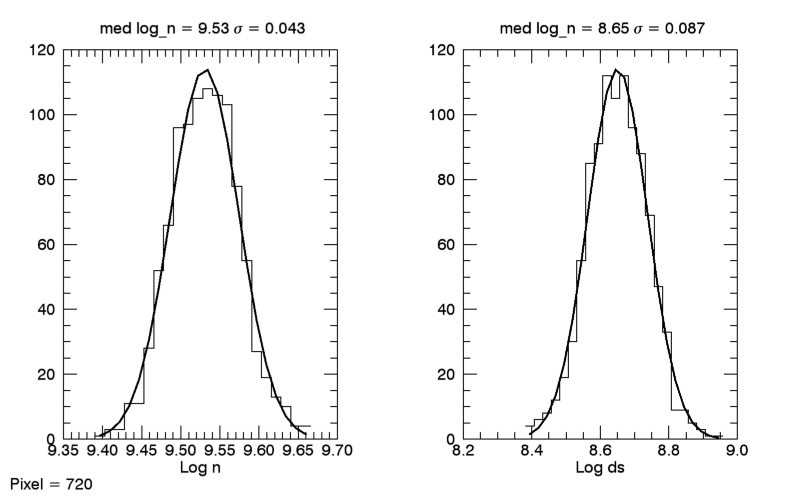 med log_n = 9.53 σ = 0.043
med log_n = 8.65 σ = 0.087
120
100
80
60
40
20
0
9.35 9.40 9.45 9.50 9.55 9.60 9.65 9.70
Log n
120
100
80
60
40
20
0
8.2 8.4 8.6 8.8 9.0
Log ds
Pixel = 720